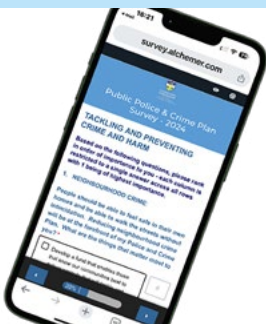 16:21
survey.alchemer.com
Public Police & Crime Plan
Survey - 2024
TACKLING AND PREVENTING
CRIME AND HARM
Based on the following questions, please rank
in order of importance to you - each column is
restricted to a single answer across all rows
with 1 being of highest importance.
1. NEIGHBOURHOOD CRIME
People should be able to feel safe in their own
homes and be able to walk the streets without
intimidation. Reducing neighbourhood crime
will be at the forefront of my Police and Crime
Plan. What are the things that matter most to
you? *
Develop a fund that enables those
that know our communities best to
20%